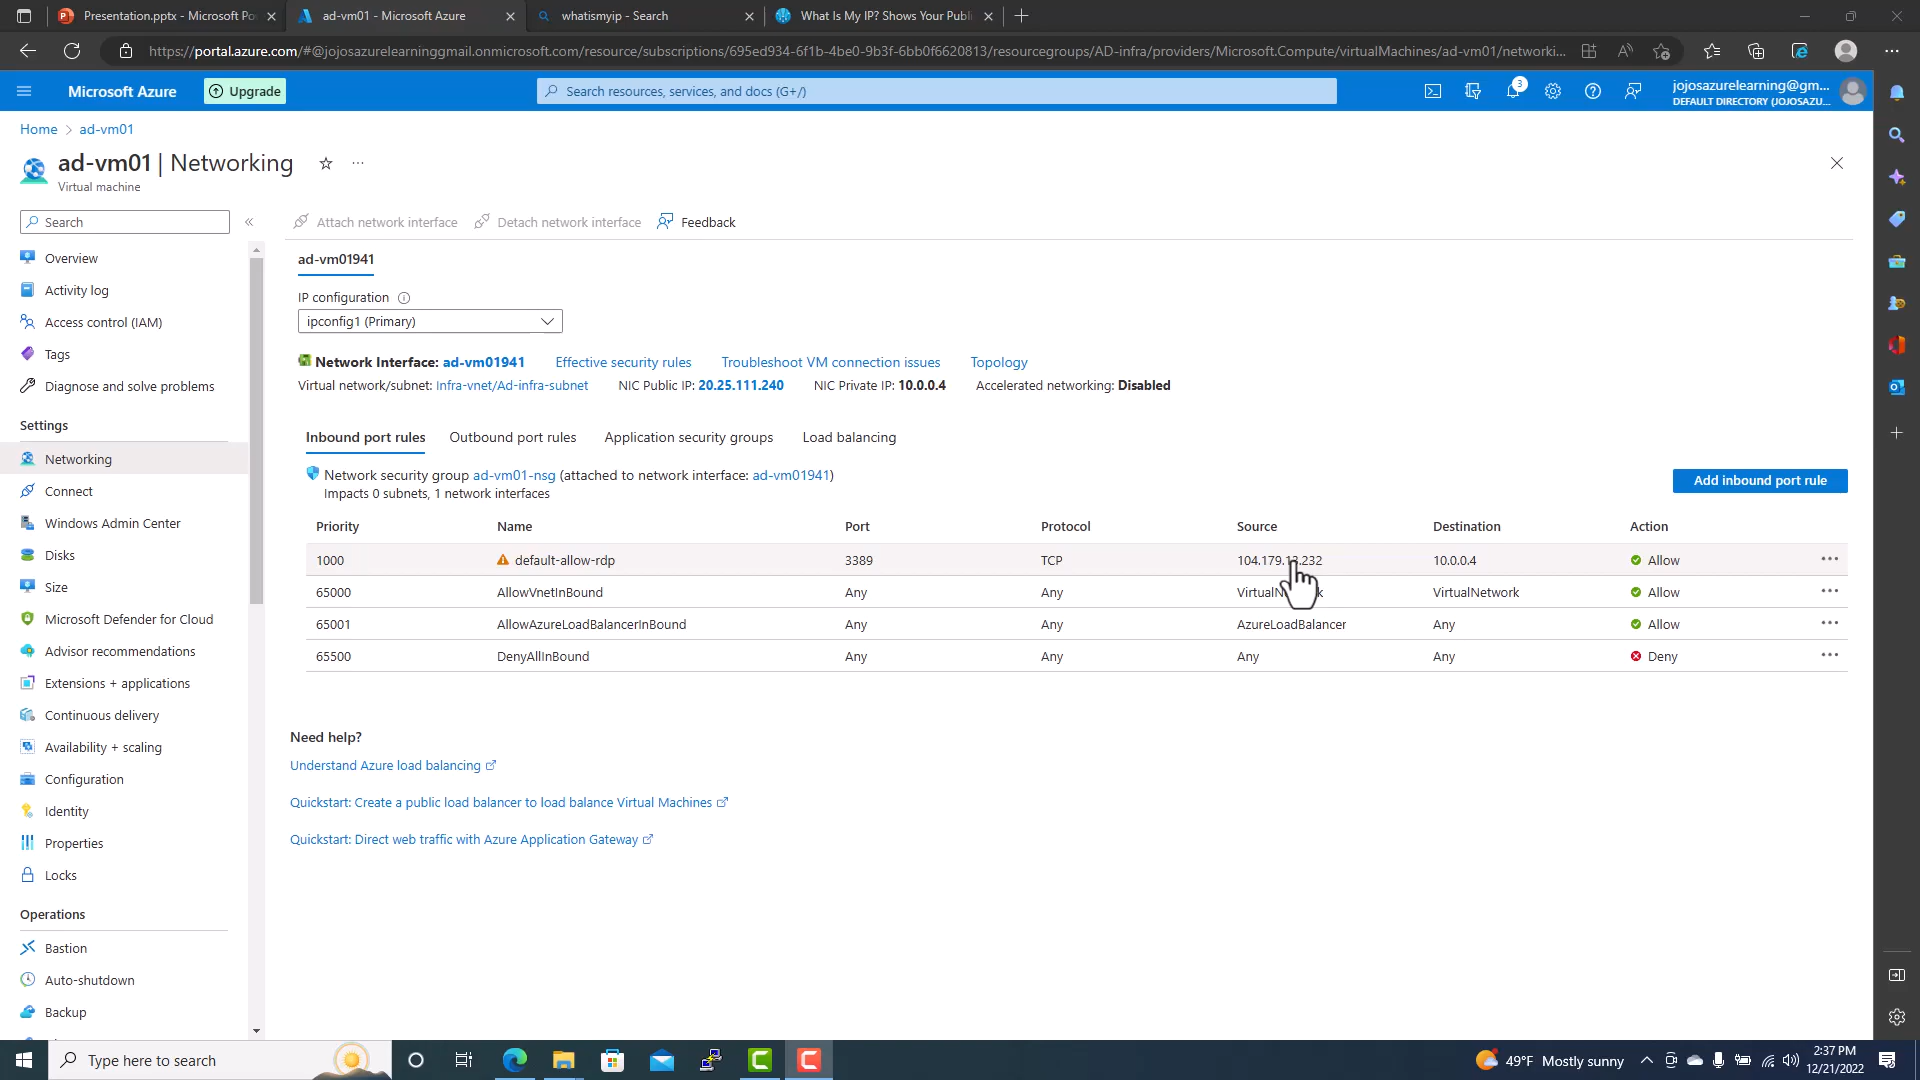 Presentation.pptx - Microsoft Po
ad-vm01 - Microsoft Azure
whatismyip - Search
What Is My IP? Shows Your Publi
https://portal.azure.com/#@jojosazurelearninggmail.onmicrosoft.com/resource/subscriptions/695ed934-6f1b-4be0-9b3f-6bb0f6620813/resourcegroups/AD-infra/providers/Microsoft.Compute/virtualMachines/ad-vm01/networki...
Microsoft Azure
Upgrade
Search resources, services, and docs (G+/)
3
jojosazurelearning@gm...
DEFAULT DIRECTORY (JOJOSAZU...
Home > ad-vm01
ad-vm01 | Networking
Virtual machine
Search
Overview
Activity log
Access control (IAM)
Tags
Diagnose and solve problems
Settings
Networking
Connect
Windows Admin Center
Disks
Size
Microsoft Defender for Cloud
Advisor recommendations
Extensions + applications
Continuous delivery
Availability + scaling
Configuration
Identity
Properties
Locks
Operations
Bastion
Auto-shutdown
Backup
Attach network interface
Detach network interface
Feedback
ad-vm01941
IP configuration
ipconfig1 (Primary)
Network Interface: ad-vm01941 Effective security rules Troubleshoot VM connection issues Topology
Virtual network/subnet: Infra-vnet/Ad-infra-subnet NIC Public IP: 20.25.111.240 NIC Private IP: 10.0.0.4 Accelerated networking: Disabled
Inbound port rules Outbound port rules Application security groups Load balancing
Network security group ad-vm01-nsg (attached to network interface: ad-vm01941)
Impacts 0 subnets, 1 network interfaces
Add inbound port rule
Priority Name Port Protocol Source Destination Action
1000 default-allow-rdp 3389 TCP 104.179.13.232 10.0.0.4 Allow
65000 AllowVnetInBound Any Any VirtualNetwork VirtualNetwork Allow
65001 AllowAzureLoadBalancerInBound Any Any AzureLoadBalancer Any Allow
65500 DenyAllInBound Any Any Any Any Deny
Need help?
Understand Azure load balancing
Quickstart: Create a public load balancer to load balance Virtual Machines
Quickstart: Direct web traffic with Azure Application Gateway
Type here to search
49°F Mostly sunny
2:37 PM
12/21/2022